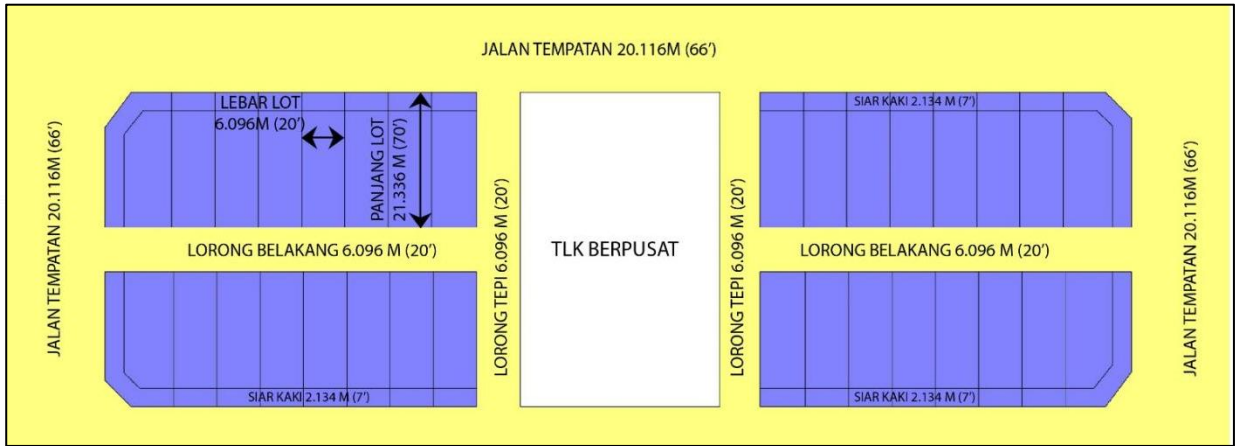 JALAN TEMPATAN 20.116M (66')
LEBAR LOT
6.096M (20')
PANJANG LOT
21.336 M (70')
SIAR KAKI 2.134 M (7')
JALAN TEMPATAN 20.116M (66')
LORONG BELAKANG 6.096 M (20')
LORONG TEPI 6.096 M (20')
TLK BERPUSAT
LORONG TEPI 6.096 M (20')
LORONG BELAKANG 6.096 M (20')
JALAN TEMPATAN 20.116M (66')
SIAR KAKI 2.134 M (7')
SIAR KAKI 2.134 M (7')